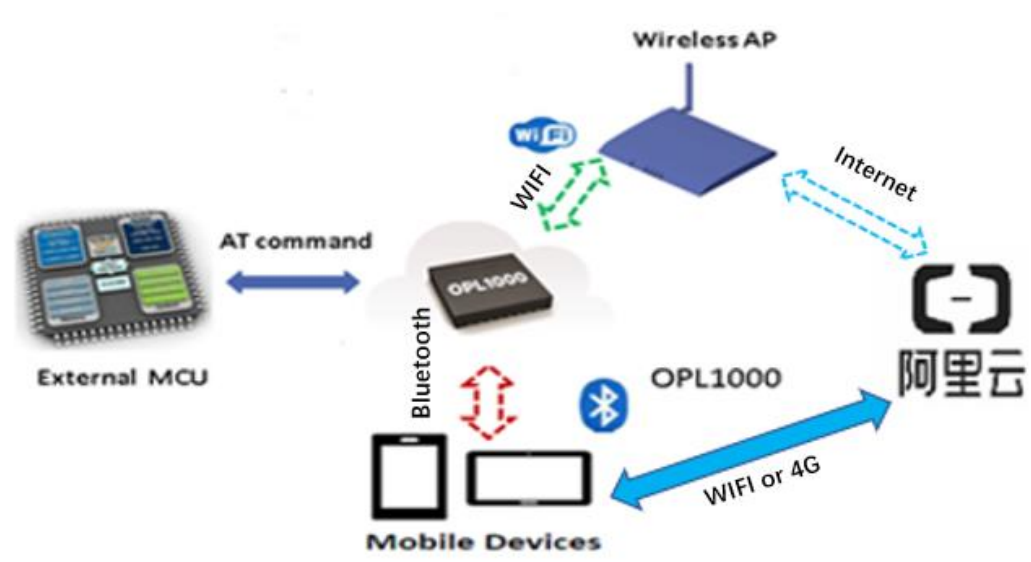 Wireless AP
WiFi
WIFI
Internet
AT command
OPL1000
External MCU
Bluetooth
OPL1000
阿里云
WIFI or 4G
Mobile Devices